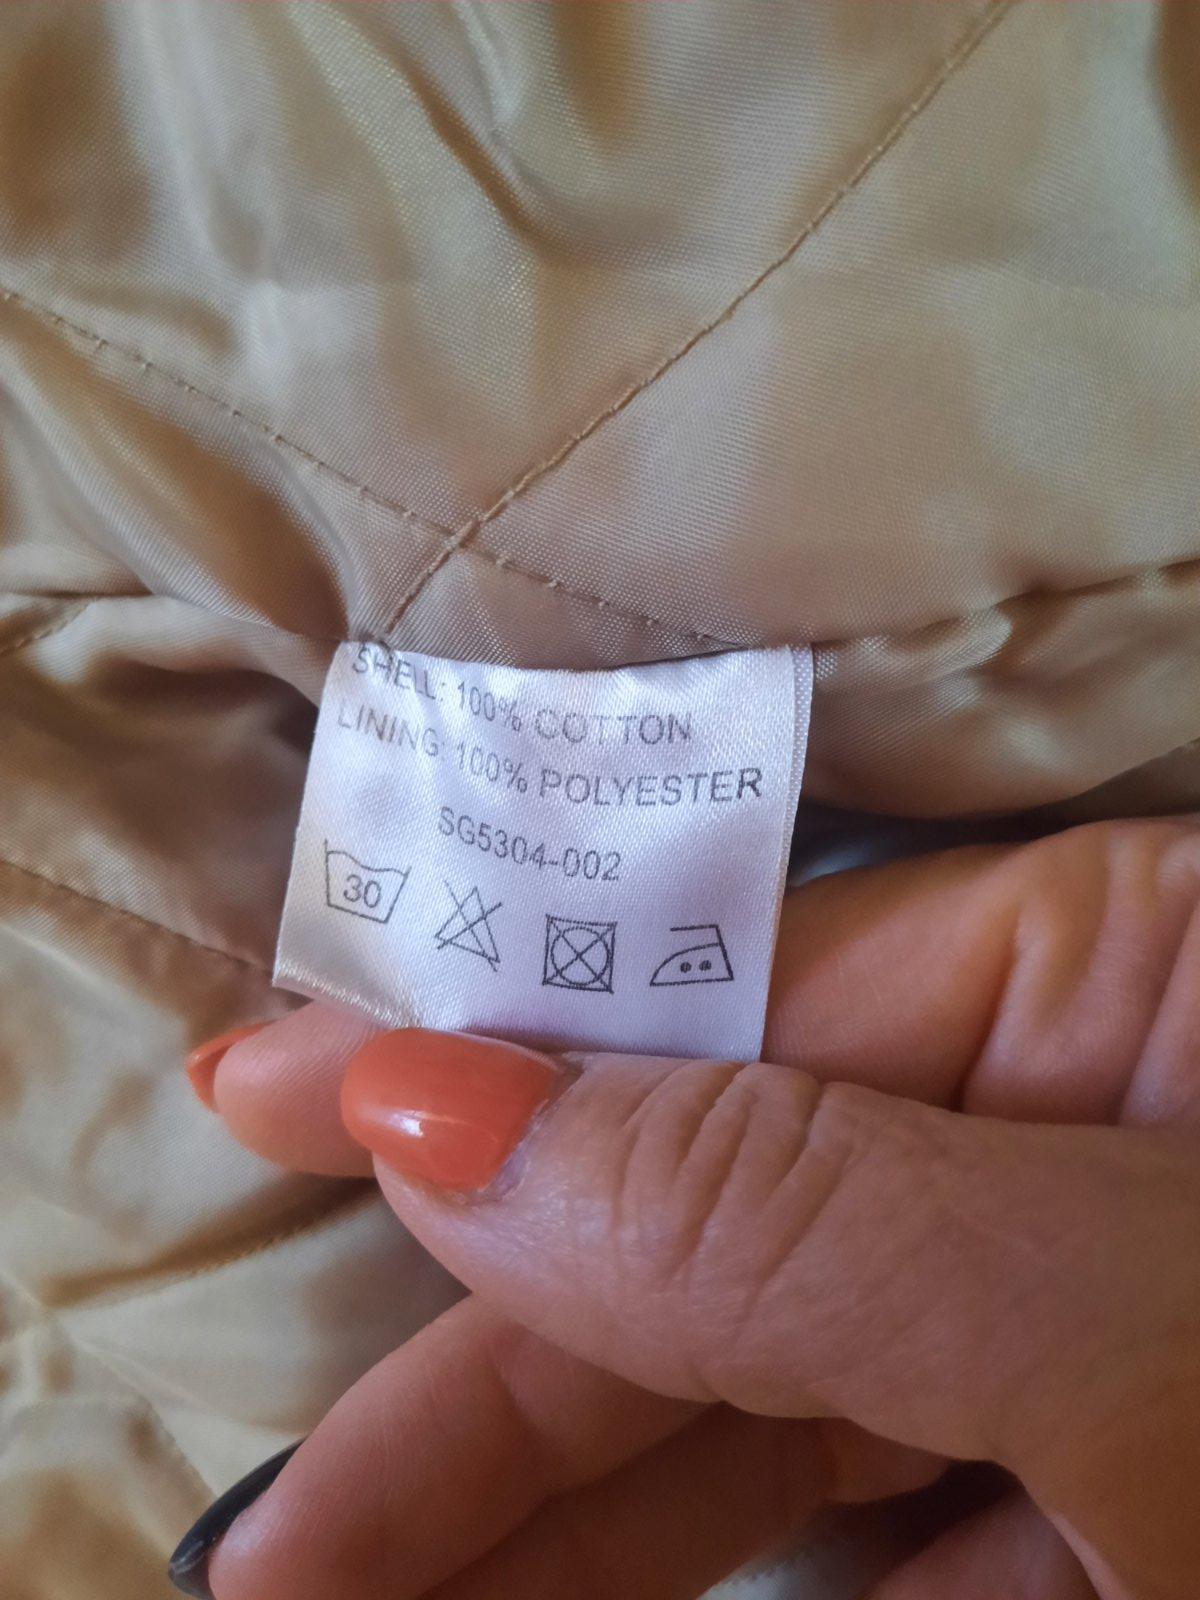 SHELL: 100% COTTON
LINING: 100% POLYESTER
SG5304-002
30